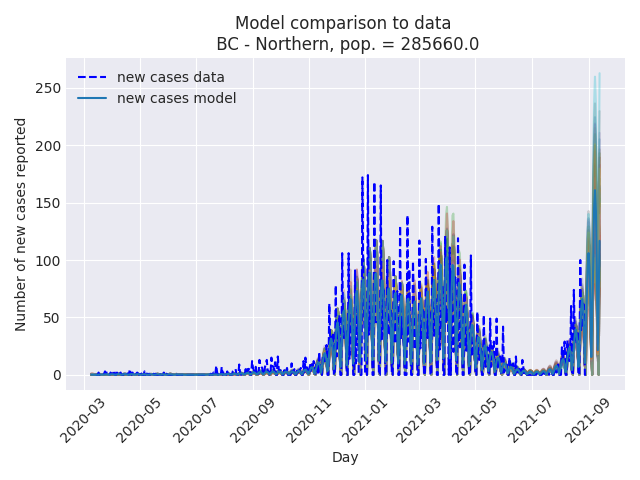 Model comparison to data
BC - Northern, pop. = 285660.0
new cases data
new cases model
Number of new cases reported
250
200
150
100
50
0
2020-03
2020-05
2020-07
2020-09
2020-11
2021-01
2021-03
2021-05
2021-07
2021-09
Day